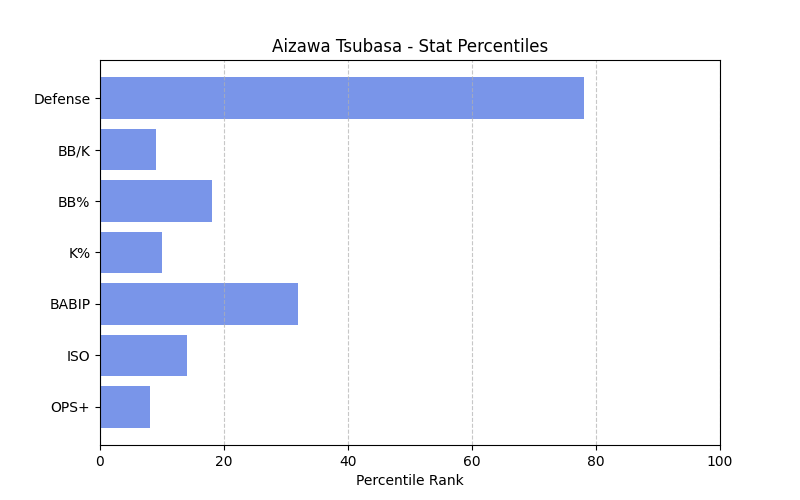 Aizawa Tsubasa - Stat Percentiles
Defense
BB/K
BB%
K%
BABIP
ISO
OPS+
0 20 40 60 80 100
Percentile Rank